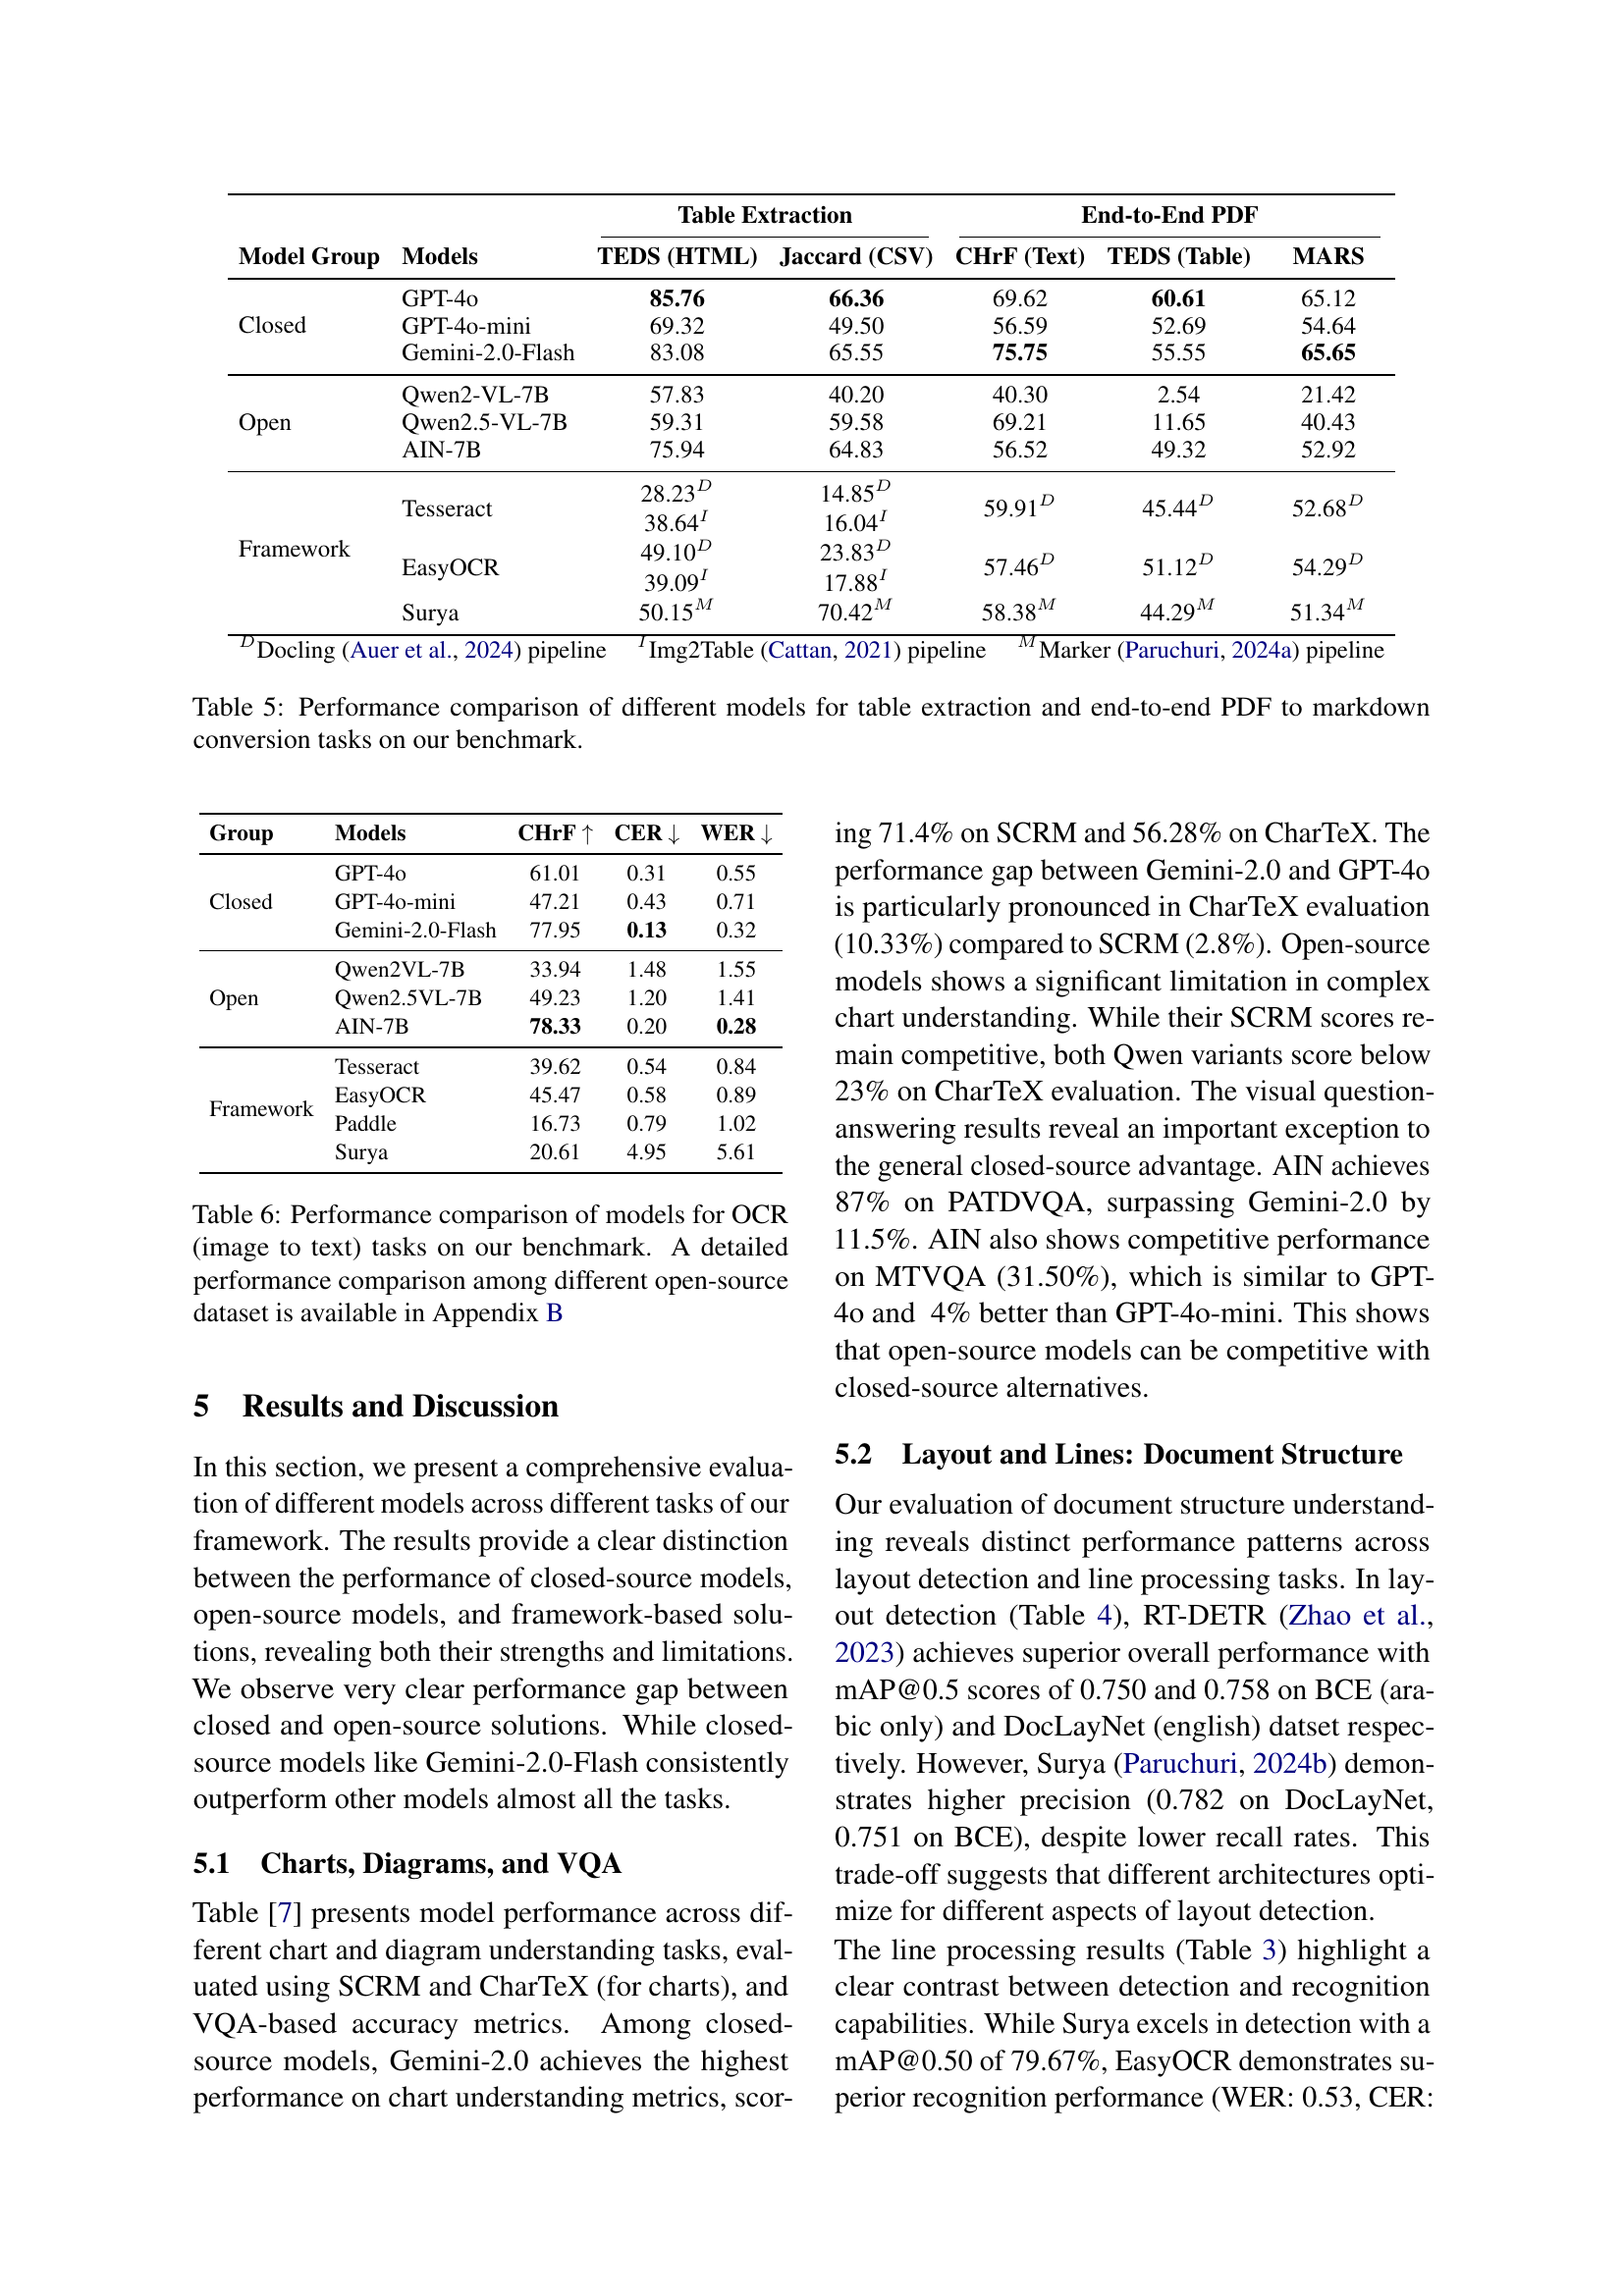 Table Extraction End-to-End PDF
Model Group Models TEDS (HTML) Jaccard (CSV) CHrF (Text) TEDS (Table) MARS
Closed
GPT-4o 85.76 66.36 69.62 60.61 65.12
GPT-4o-mini 69.32 49.50 56.59 52.69 54.64
Gemini-2.0-Flash 83.08 65.55 75.75 55.55 65.65
Open
Qwen2-VL-7B 57.83 40.20 40.30 2.54 21.42
Qwen2.5-VL-7B 59.31 59.58 69.21 11.65 40.43
AIN-7B 75.94 64.83 56.52 49.32 52.92
Framework
Tesseract 28.23^D 14.85^D 59.91^D 45.44^D 52.68^D
38.64^I 16.04^I
EasyOCR 49.10^D 23.83^D 57.46^D 51.12^D 54.29^D
39.09^I 17.88^I
Surya 50.15^M 70.42^M 58.38^M 44.29^M 51.34^M
^D Docling (Auer et al., 2024) pipeline ^I Img2Table (Cattan, 2021) pipeline ^M Marker (Paruchuri, 2024a) pipeline
Table 5: Performance comparison of different models for table extraction and end-to-end PDF to markdown
conversion tasks on our benchmark.
Group Models CHrF ↑ CER ↓ WER ↓
Closed
GPT-4o 61.01 0.31 0.55
GPT-4o-mini 47.21 0.43 0.71
Gemini-2.0-Flash 77.95 0.13 0.32
Open
Qwen2VL-7B 33.94 1.48 1.55
Qwen2.5VL-7B 49.23 1.20 1.41
AIN-7B 78.33 0.20 0.28
Framework
Tesseract 39.62 0.54 0.84
EasyOCR 45.47 0.58 0.89
Paddle 16.73 0.79 1.02
Surya 20.61 4.95 5.61
Table 6: Performance comparison of models for OCR
(image to text) tasks on our benchmark. A detailed
performance comparison among different open-source
dataset is available in Appendix B
5 Results and Discussion
In this section, we present a comprehensive evalua-
tion of different models across different tasks of our
framework. The results provide a clear distinction
between the performance of closed-source models,
open-source models, and framework-based solu-
tions, revealing both their strengths and limitations.
We observe very clear performance gap between
closed and open-source solutions. While closed-
source models like Gemini-2.0-Flash consistently
outperform other models almost all the tasks.
5.1 Charts, Diagrams, and VQA
Table [7] presents model performance across dif-
ferent chart and diagram understanding tasks, eval-
uated using SCRM and CharTeX (for charts), and
VQA-based accuracy metrics. Among closed-
source models, Gemini-2.0 achieves the highest
performance on chart understanding metrics, scor-
ing 71.4% on SCRM and 56.28% on CharTeX. The
performance gap between Gemini-2.0 and GPT-4o
is particularly pronounced in CharTeX evaluation
(10.33%) compared to SCRM (2.8%). Open-source
models shows a significant limitation in complex
chart understanding. While their SCRM scores re-
main competitive, both Qwen variants score below
23% on CharTeX evaluation. The visual question-
answering results reveal an important exception to
the general closed-source advantage. AIN achieves
87% on PATDVQA, surpassing Gemini-2.0 by
11.5%. AIN also shows competitive performance
on MTVQA (31.50%), which is similar to GPT-
4o and 4% better than GPT-4o-mini. This shows
that open-source models can be competitive with
closed-source alternatives.
5.2 Layout and Lines: Document Structure
Our evaluation of document structure understand-
ing reveals distinct performance patterns across
layout detection and line processing tasks. In lay-
out detection (Table 4), RT-DETR (Zhao et al.,
2023) achieves superior overall performance with
mAP@0.5 scores of 0.750 and 0.758 on BCE (ara-
bic only) and DocLayNet (english) datset respec-
tively. However, Surya (Paruchuri, 2024b) demon-
strates higher precision (0.782 on DocLayNet,
0.751 on BCE), despite lower recall rates. This
trade-off suggests that different architectures opti-
mize for different aspects of layout detection.
The line processing results (Table 3) highlight a
clear contrast between detection and recognition
capabilities. While Surya excels in detection with a
mAP@0.50 of 79.67%, EasyOCR demonstrates su-
perior recognition performance (WER: 0.53, CER: